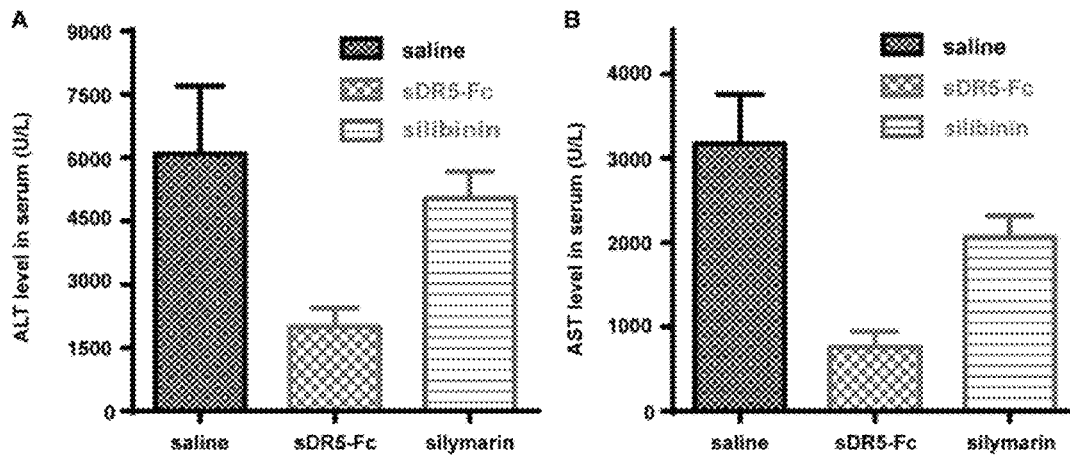 A
ALT level in serum (U/L)
9000
7500
6000
4500
3000
1500
0
saline
sDR5-Fc
silibinin
saline
sDR5-Fc
silymarin
B
AST level in serum (U/L)
4000
3000
2000
1000
0
saline
sDR5-Fc
silibinin
saline
sDR5-Fc
silymarin